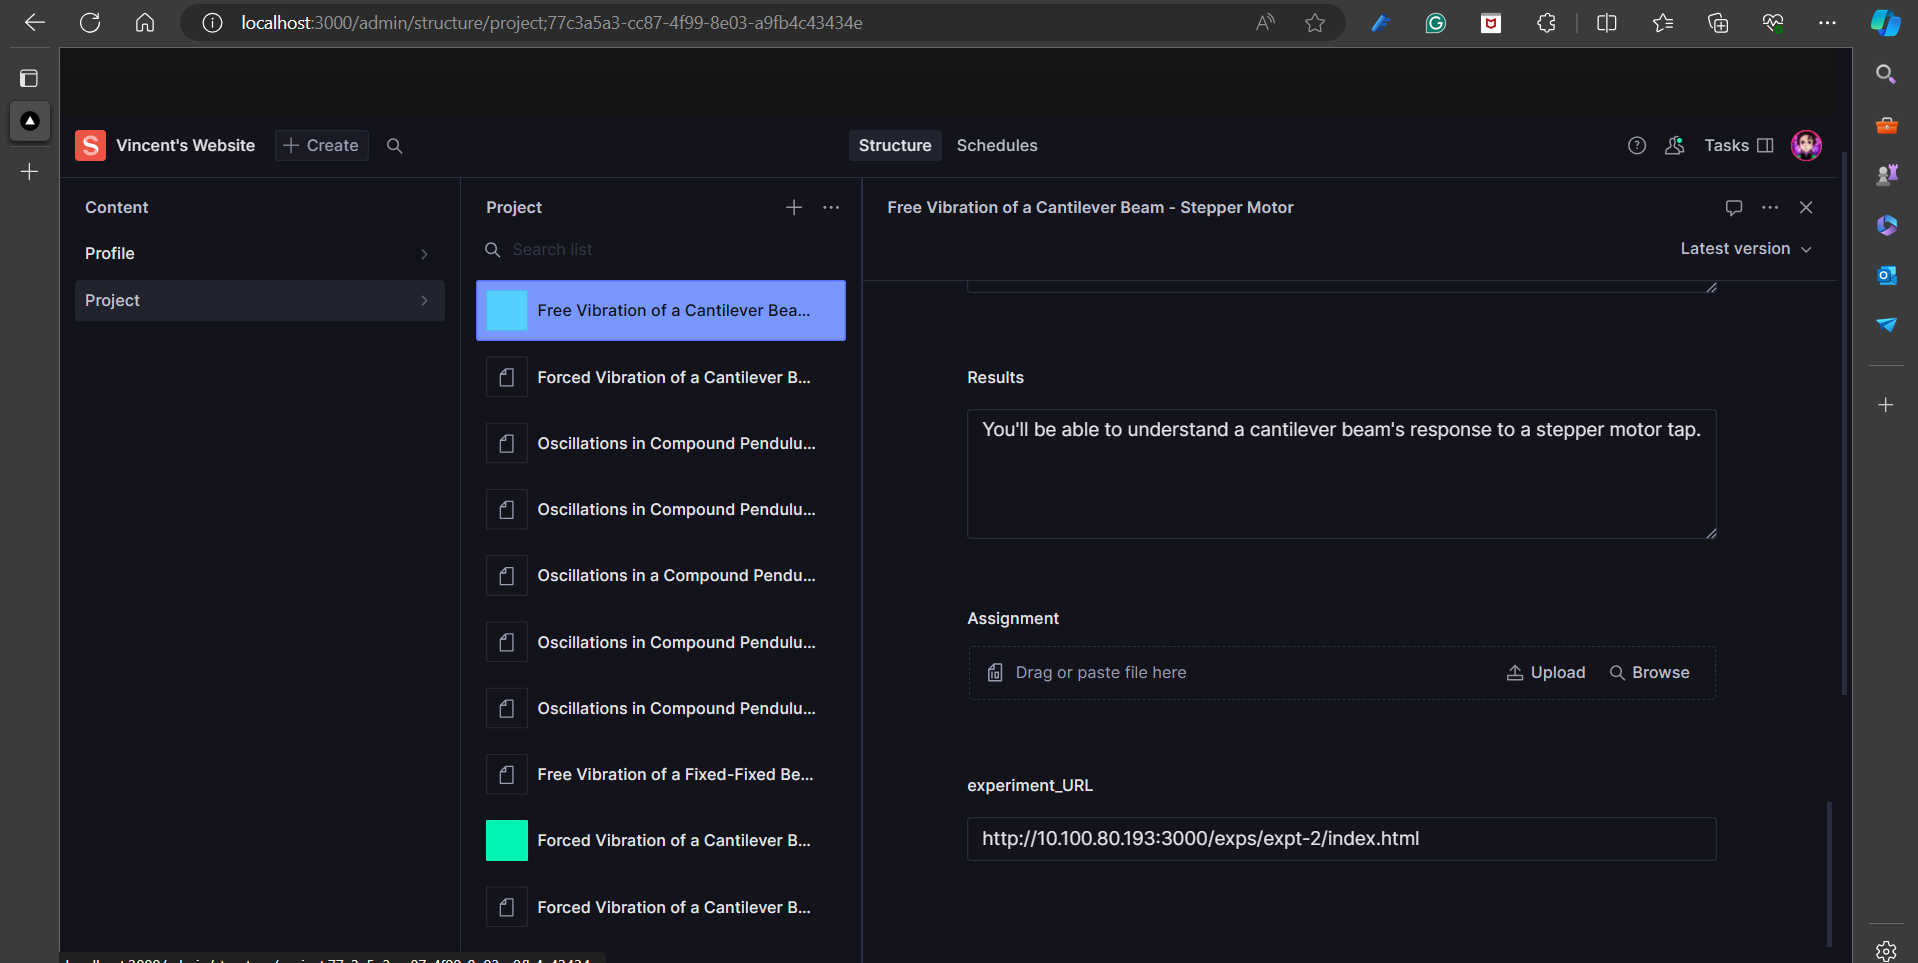 localhost:3000/admin/structure/project;77c3a5a3-cc87-4f99-8e03-a9fb4c43434e
S Vincent's Website
Create
Structure
Schedules
Tasks
Content
Profile
Project
Project
Search list
Free Vibration of a Cantilever Bea...
Forced Vibration of a Cantilever B...
Oscillations in Compound Pendulu...
Oscillations in Compound Pendulu...
Oscillations in a Compound Pendu...
Oscillations in Compound Pendulu...
Oscillations in Compound Pendulu...
Free Vibration of a Fixed-Fixed Be...
Forced Vibration of a Cantilever B...
Forced Vibration of a Cantilever B...
Free Vibration of a Cantilever Beam - Stepper Motor
Latest version
Results
You'll be able to understand a cantilever beam's response to a stepper motor tap.
Assignment
Drag or paste file here
Upload
Browse
experiment_URL
http://10.100.80.193:3000/exps/expt-2/index.html